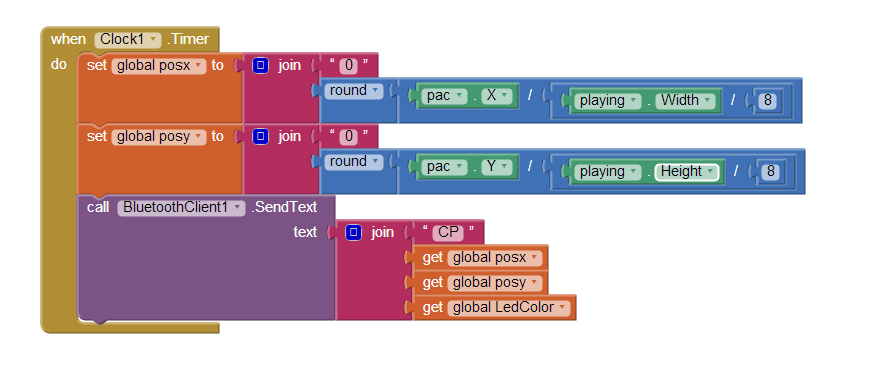 when Clock1 .Timer
do set global posx to join " 0 "
round pac . X / playing . Width / 8
set global posy to join " 0 "
round pac . Y / playing . Height / 8
call BluetoothClient1 .SendText
text join " CP "
get global posx
get global posy
get global LedColor